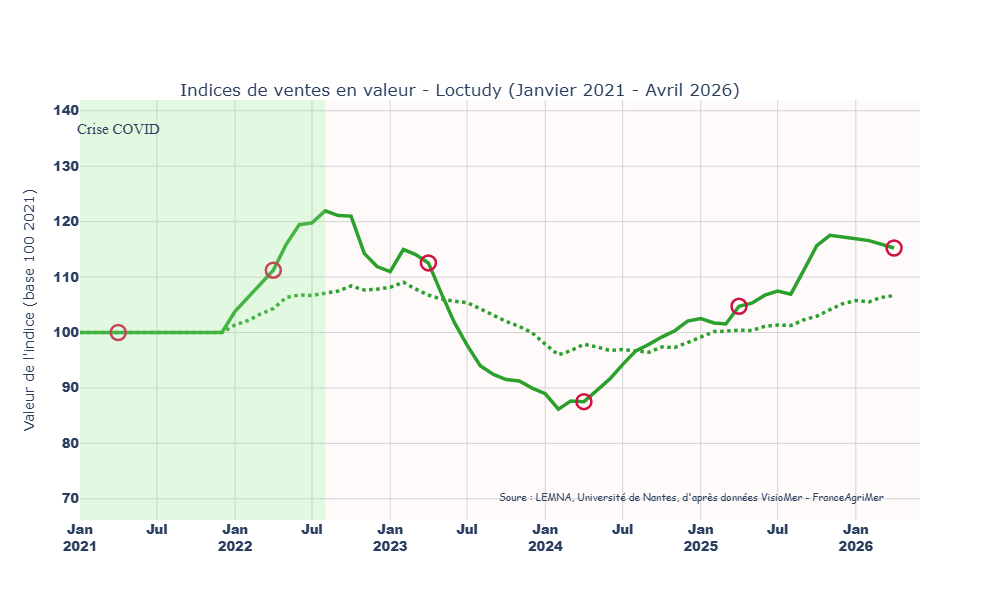 Indices de ventes en valeur - Loctudy (Janvier 2021 - Avril 2026)
140
Crise COVID
130
120
110
100
90
80
70
Valeur de l'indice (base 100 2021)
Soure : LEMNA, Université de Nantes, d'après données VisioMer - FranceAgriMer
Jan Jul Jan Jul Jan Jul Jan Jul Jan Jul Jan
2021 2022 2023 2024 2025 2026